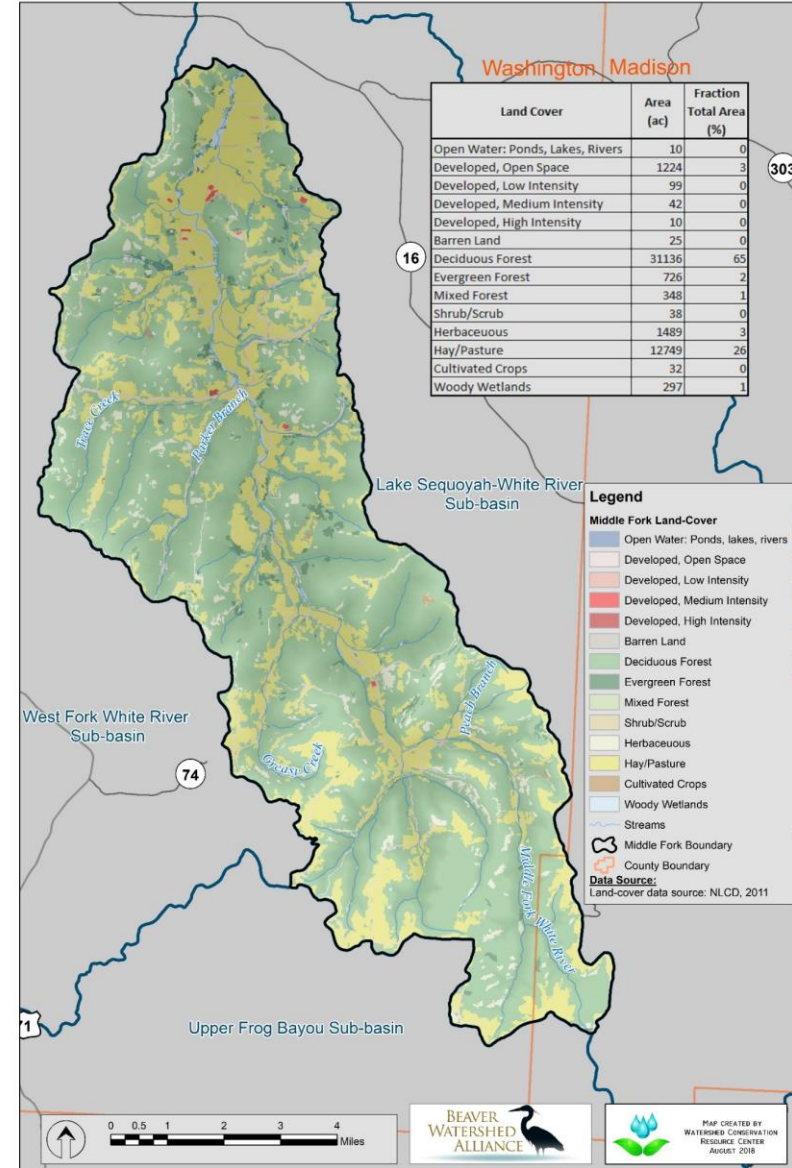 Washington Madison
Land Cover Area (ac) Fraction Total Area (%)
Open Water: Ponds, Lakes, Rivers 10 0
Developed, Open Space 1224 3
Developed, Low Intensity 99 0
Developed, Medium Intensity 42 0
Developed, High Intensity 10 0
Barren Land 25 0
Deciduous Forest 31136 65
Evergreen Forest 726 2
Mixed Forest 348 1
Shrub/Scrub 38 0
Herbaceuous 1489 3
Hay/Pasture 12749 26
Cultivated Crops 32 0
Woody Wetlands 297 1
303
16
Trace Creek
Parker Branch
Lake Sequoyah-White River
Sub-basin
Legend
Middle Fork Land-Cover
Open Water: Ponds, lakes, rivers
Developed, Open Space
Developed, Low Intensity
Developed, Medium Intensity
Developed, High Intensity
Barren Land
Deciduous Forest
Evergreen Forest
Mixed Forest
Shrub/Scrub
Herbaceuous
Hay/Pasture
Cultivated Crops
Woody Wetlands
Streams
Middle Fork Boundary
County Boundary
Data Source:
Land-cover data source: NLCD, 2011
West Fork White River
Sub-basin
74
Peach Branch
Greasy Creek
Middle Fork White River
71
Upper Frog Bayou Sub-basin
0 0.5 1 2 3 4
Miles
BEAVER
WATERSHED
ALLIANCE
MAP CREATED BY
WATERSHED CONSERVATION
RESOURCE CENTER
AUGUST 2018